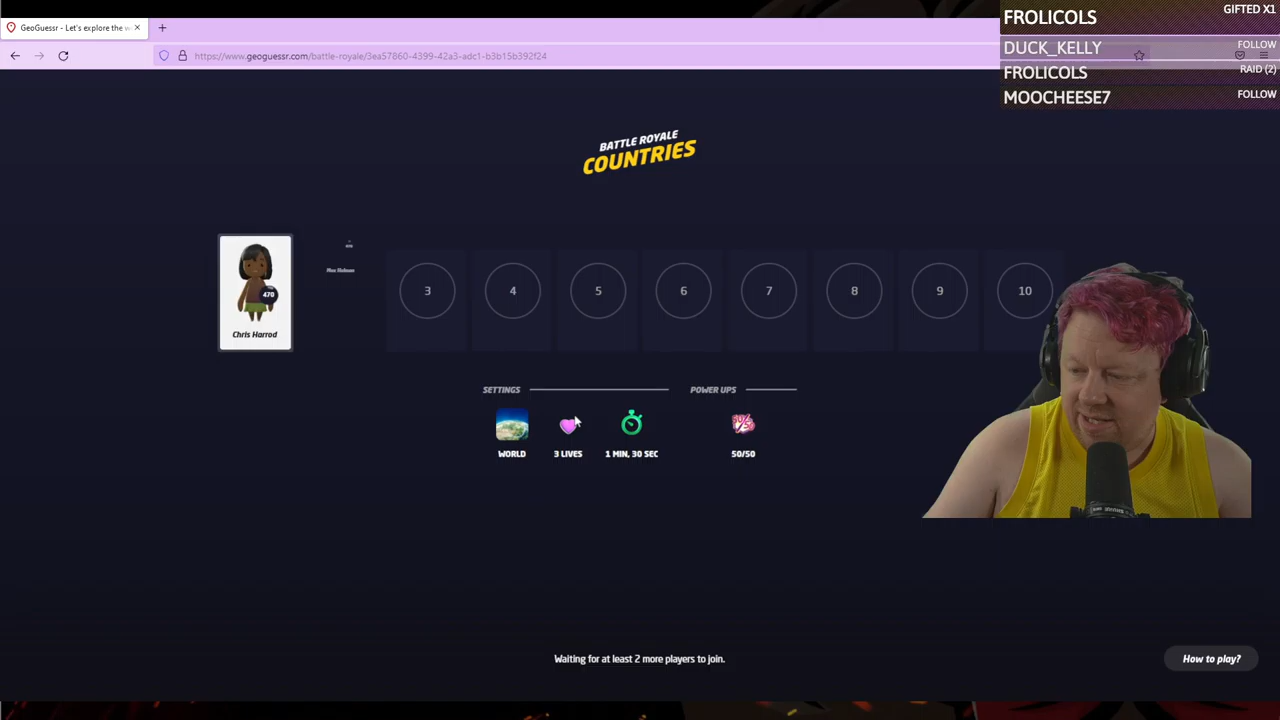 GeoGuessr - Let's explore the w
https://www.geoguessr.com/battle-royale/3ea57860-4399-42a3-adc1-b3b15b392f24
FROLICOLS GIFTED X1
DUCK_KELLY FOLLOW
FROLICOLS RAID (2)
MOOCHEESE7 FOLLOW
BATTLE ROYALE
COUNTRIES
470
Chris Harrod
3 4 5 6 7 8 9 10
SETTINGS POWER UPS
50/50
WORLD 3 LIVES 1 MIN, 30 SEC 50/50
Waiting for at least 2 more players to join.
How to play?